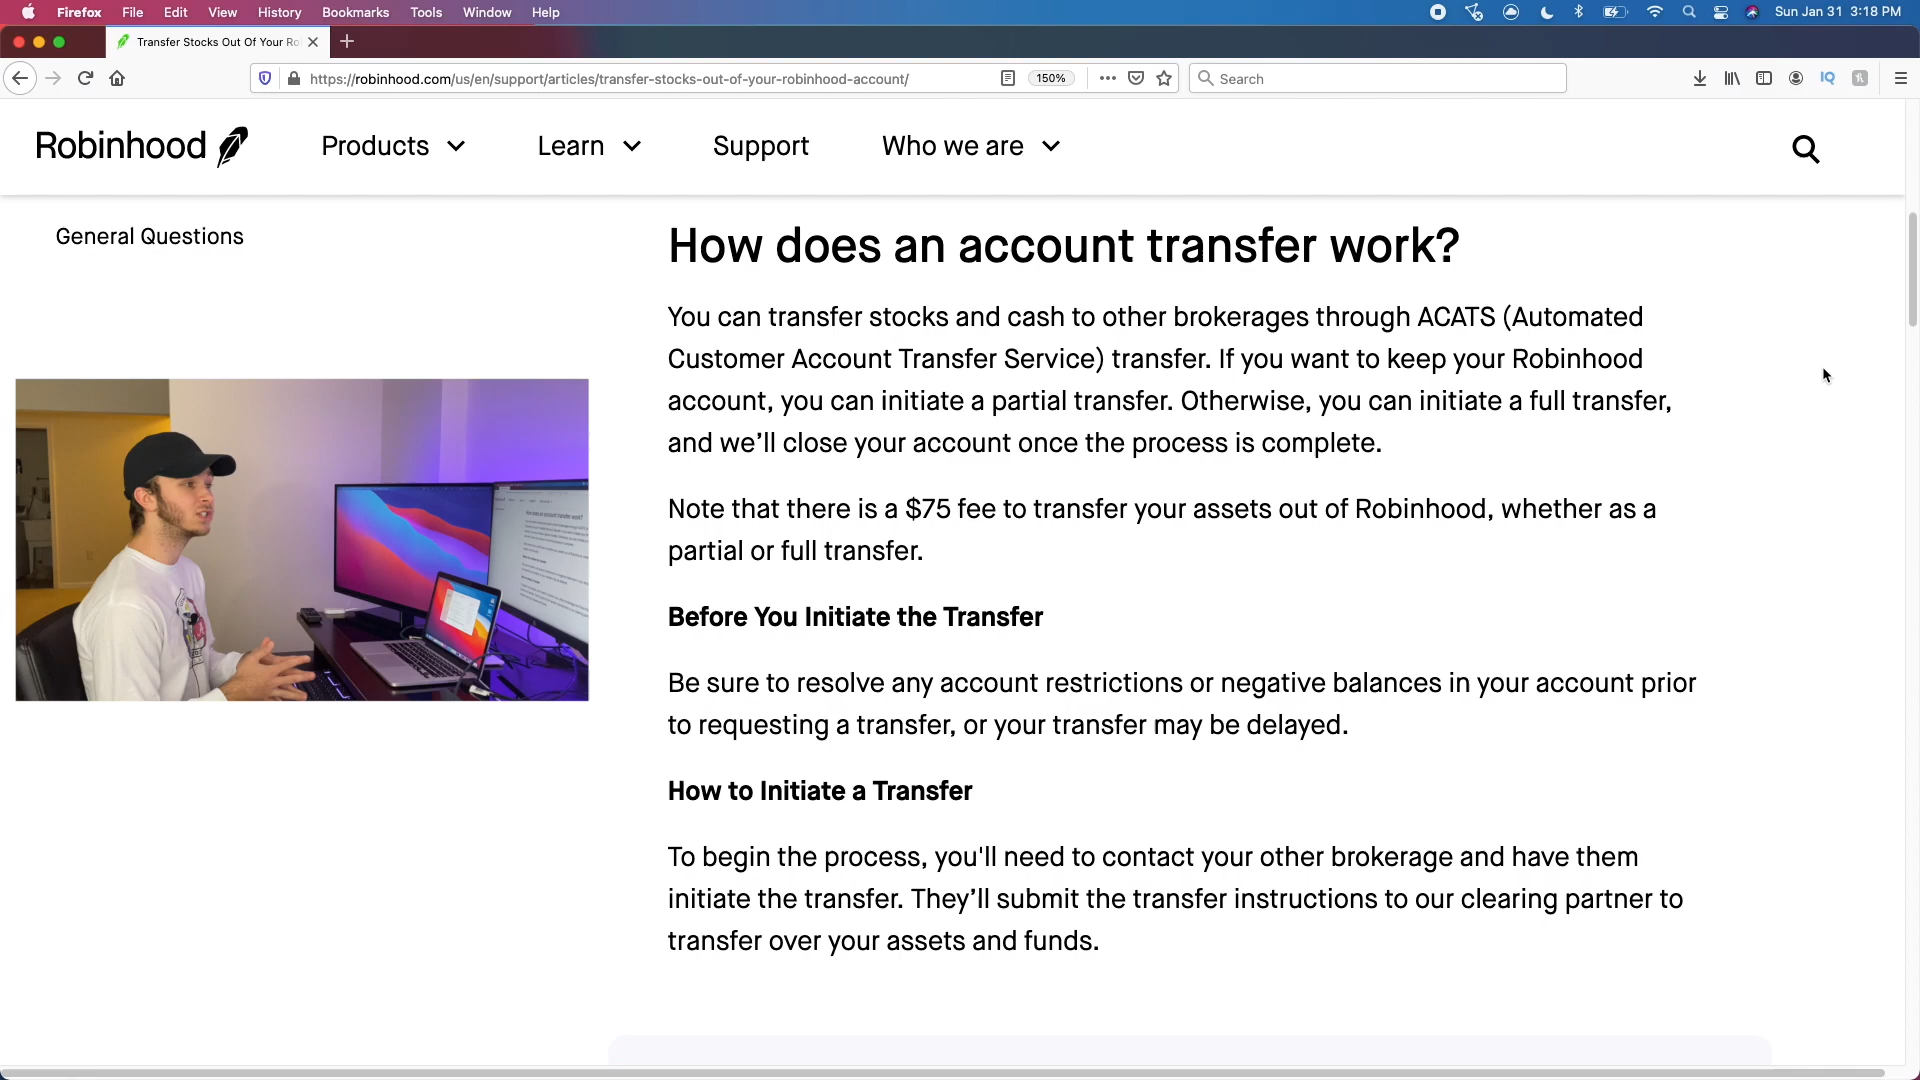 Firefox File Edit View History Bookmarks Tools Window Help Sun Jan 31 3:18 PM
Transfer Stocks Out Of Your Ro
https://robinhood.com/us/en/support/articles/transfer-stocks-out-of-your-robinhood-account/ 150% Search
Robinhood Products Learn Support Who we are
General Questions
How does an account transfer work?
You can transfer stocks and cash to other brokerages through ACATS (Automated
Customer Account Transfer Service) transfer. If you want to keep your Robinhood
account, you can initiate a partial transfer. Otherwise, you can initiate a full transfer,
and we’ll close your account once the process is complete.
Note that there is a $75 fee to transfer your assets out of Robinhood, whether as a
partial or full transfer.
Before You Initiate the Transfer
Be sure to resolve any account restrictions or negative balances in your account prior
to requesting a transfer, or your transfer may be delayed.
How to Initiate a Transfer
To begin the process, you'll need to contact your other brokerage and have them
initiate the transfer. They’ll submit the transfer instructions to our clearing partner to
transfer over your assets and funds.